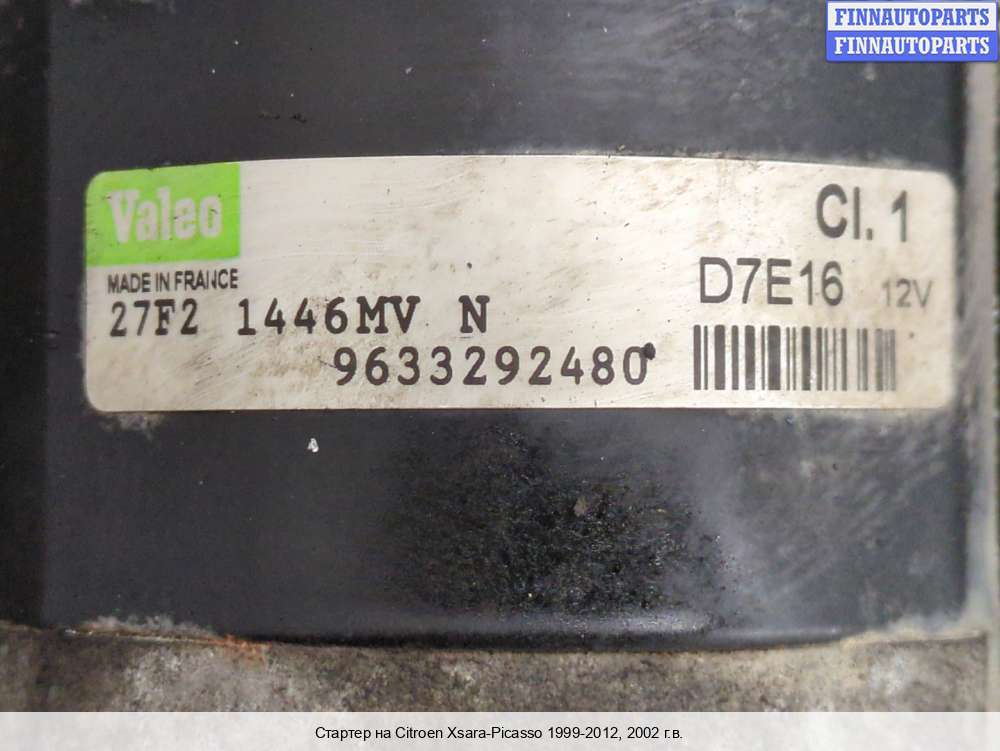 FINNAUTOPARTS
FINNAUTOPARTS
Valeo
Cl. 1
MADE IN FRANCE
D7E16 12V
27F2 1446MV N
9633292480
Стартер на Citroen Xsara-Picasso 1999-2012, 2002 г.в.